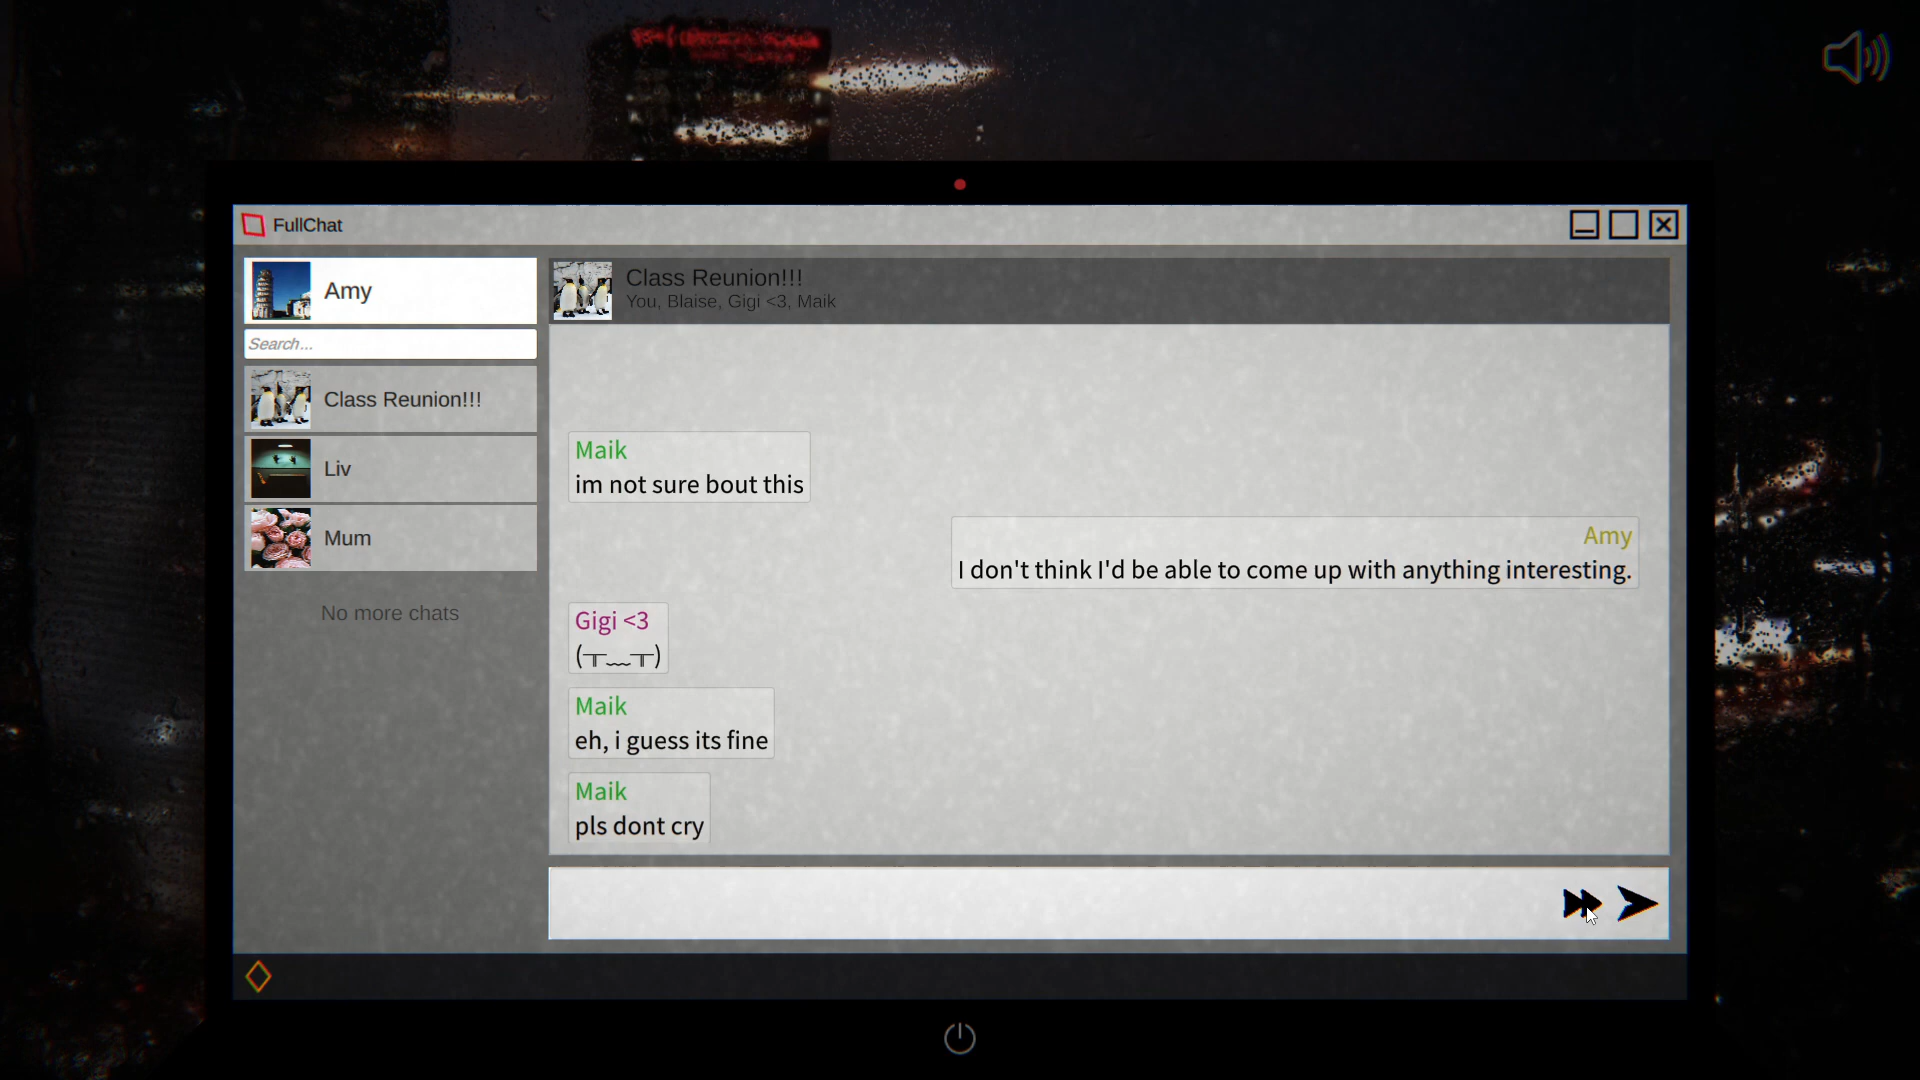 FullChat
Amy
Search...
Class Reunion!!!
Liv
Mum
No more chats
Class Reunion!!!
You, Blaise, Gigi <3, Maik
Maik
im not sure bout this
Amy
I don't think I'd be able to come up with anything interesting.
Gigi <3
(╥﹏╥)
Maik
eh, i guess its fine
Maik
pls dont cry